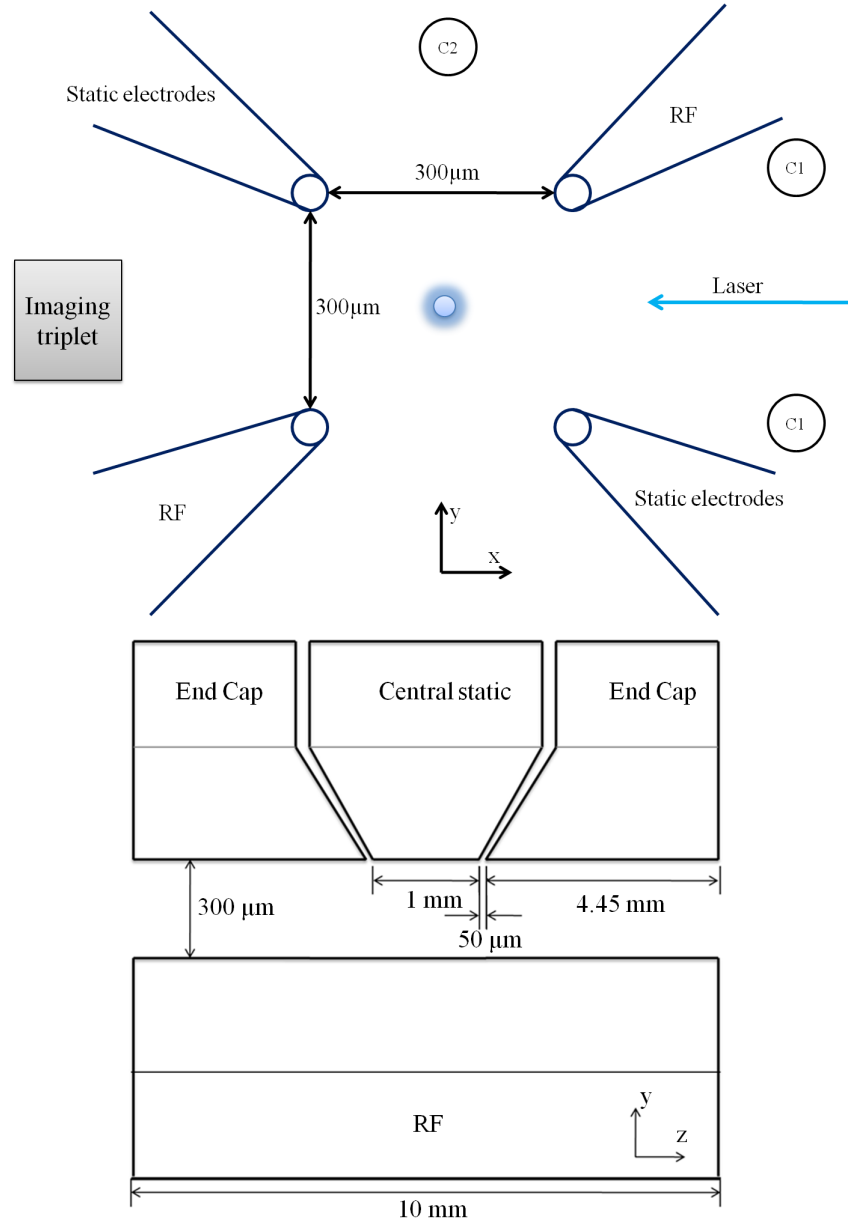 C2
Static electrodes
RF
C1
300μm
Laser
Imaging
triplet
300μm
C1
Static electrodes
RF
y
x
End Cap
Central static
End Cap
1 mm
4.45 mm
300 μm
50 μm
y
RF
z
10 mm